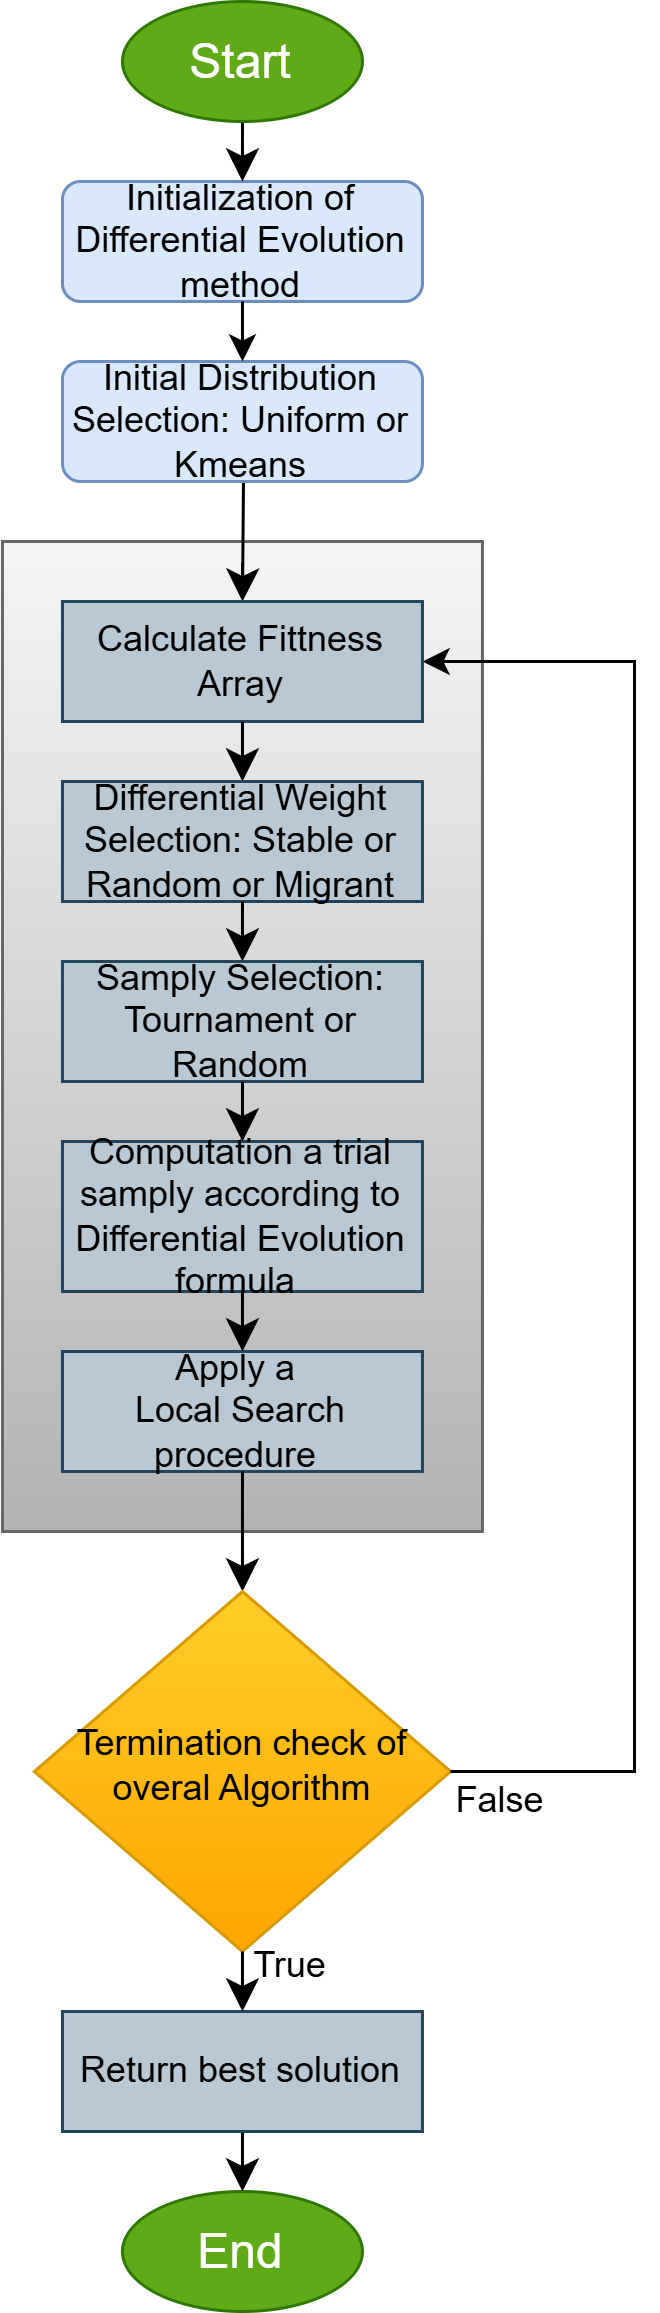 Start
Initialization of
Differential Evolution
method
Initial Distribution
Selection: Uniform or
Kmeans
Calculate Fittness
Array
Differential Weight
Selection: Stable or
Random or Migrant
Samply Selection:
Tournament or
Random
Computation a trial
samply according to
Differential Evolution
formula
Apply a
Local Search
procedure
Termination check of
overal Algorithm
False
True
Return best solution
End